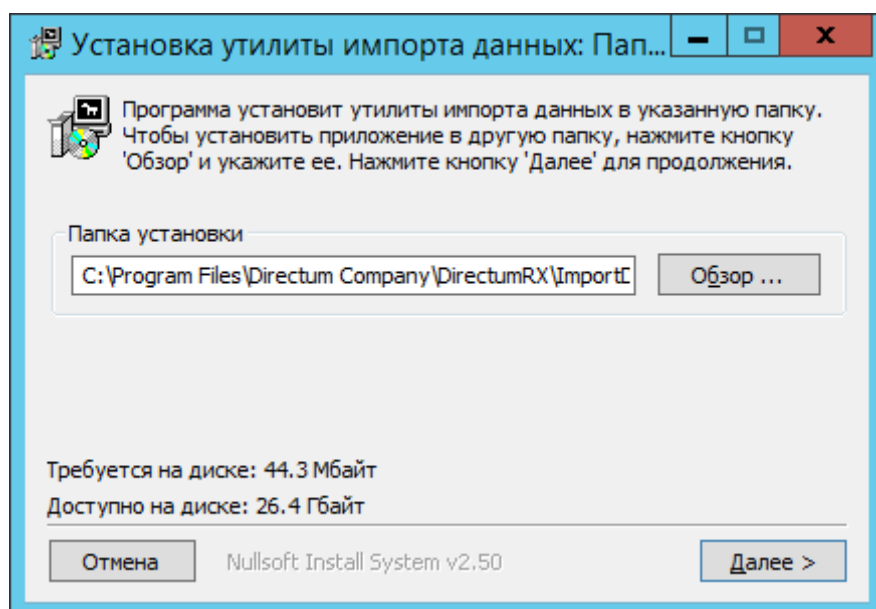 Установка утилиты импорта данных: Пап...
Программа установит утилиты импорта данных в указанную папку.
Чтобы установить приложение в другую папку, нажмите кнопку
'Обзор' и укажите ее. Нажмите кнопку 'Далее' для продолжения.
Папка установки
C:\Program Files\Directum Company\DirectumRX\ImportD
Обзор ...
Требуется на диске: 44.3 Мбайт
Доступно на диске: 26.4 Гбайт
Отмена
Nullsoft Install System v2.50
Далее >